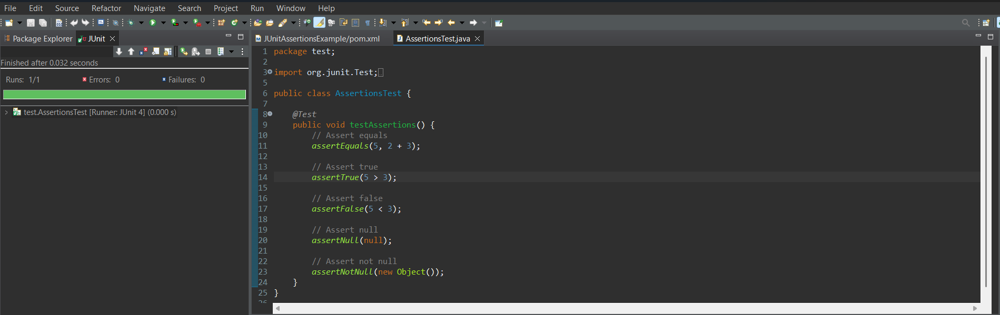 File Edit Source Refactor Navigate Search Project Run Window Help
Package Explorer JUnit
Finished after 0.032 seconds
Runs: 1/1 Errors: 0 Failures: 0
test.AssertionsTest [Runner: JUnit 4] (0.000 s)
JUnitAssertionsExample/pom.xml AssertionsTest.java
1 package test;
2
3 import org.junit.Test;
5
6 public class AssertionsTest {
7
8 @Test
9 public void testAssertions() {
10 // Assert equals
11 assertEquals(5, 2 + 3);
12
13 // Assert true
14 assertTrue(5 > 3);
15
16 // Assert false
17 assertFalse(5 < 3);
18
19 // Assert null
20 assertNull(null);
21
22 // Assert not null
23 assertNotNull(new Object());
24 }
25 }
26